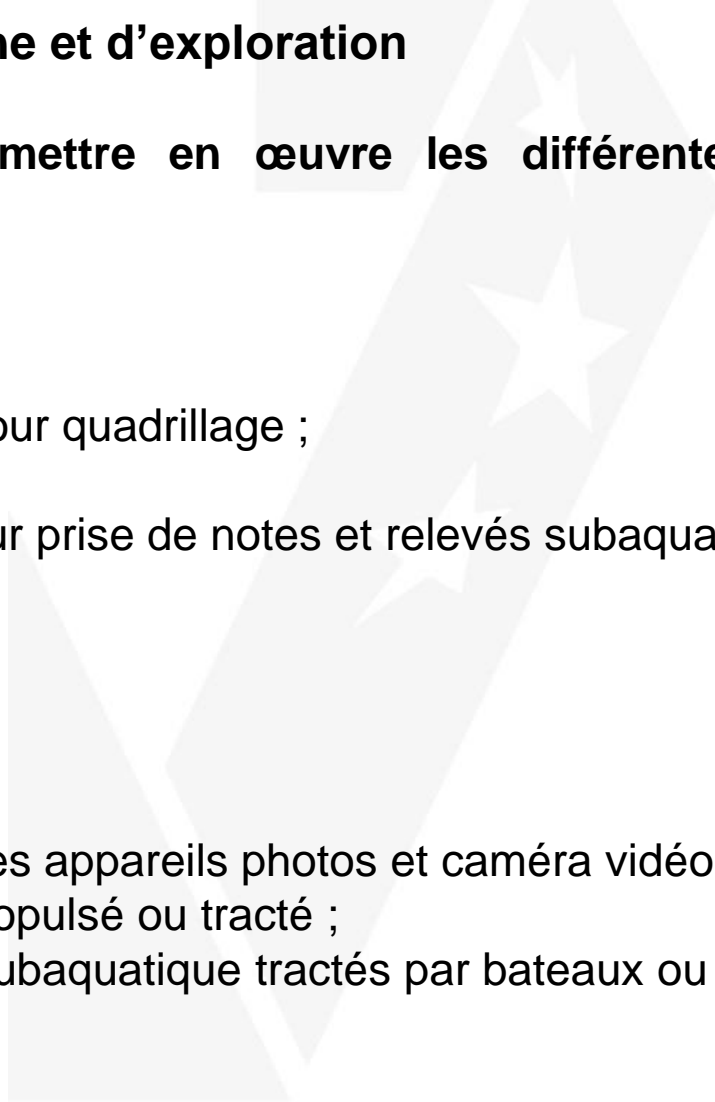 ne et d’exploration
mettre en œuvre les différente
our quadrillage ;
ur prise de notes et relevés subaqua
es appareils photos et caméra vidéo
opulsé ou tracté ;
ubaquatique tractés par bateaux ou